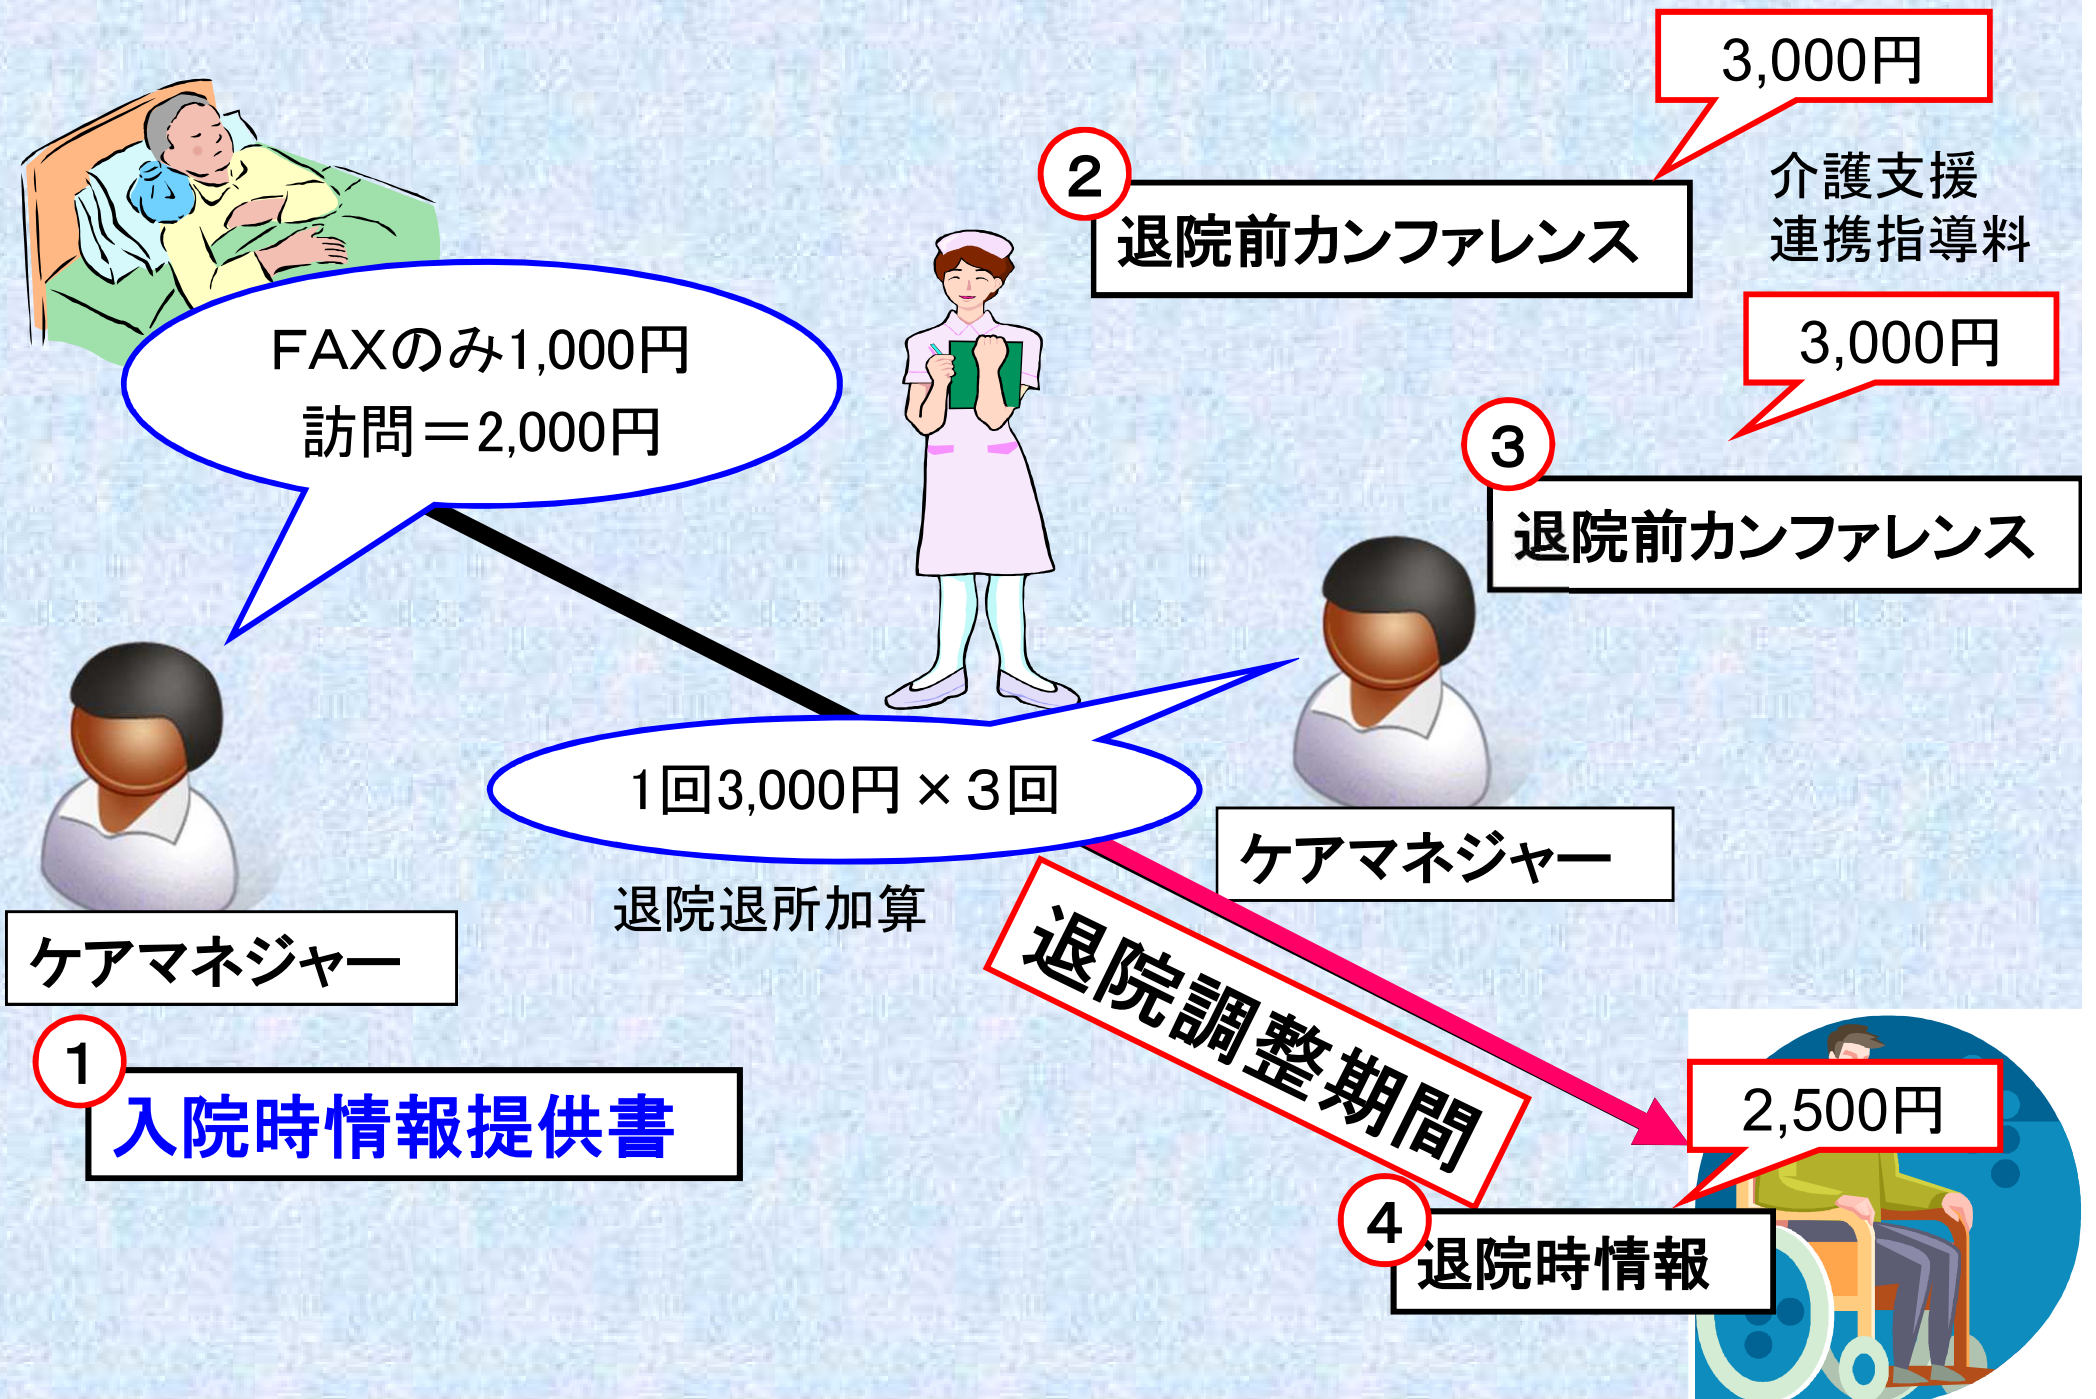 3,000円
②
退院前カンファレンス
介護支援
連携指導料
3,000円
③
退院前カンファレンス
FAXのみ1,000円
訪問＝2,000円
1回3,000円×3回
退院退所加算
ケアマネジャー
ケアマネジャー
①
入院時情報提供書
退院調整期間
2,500円
④
退院時情報